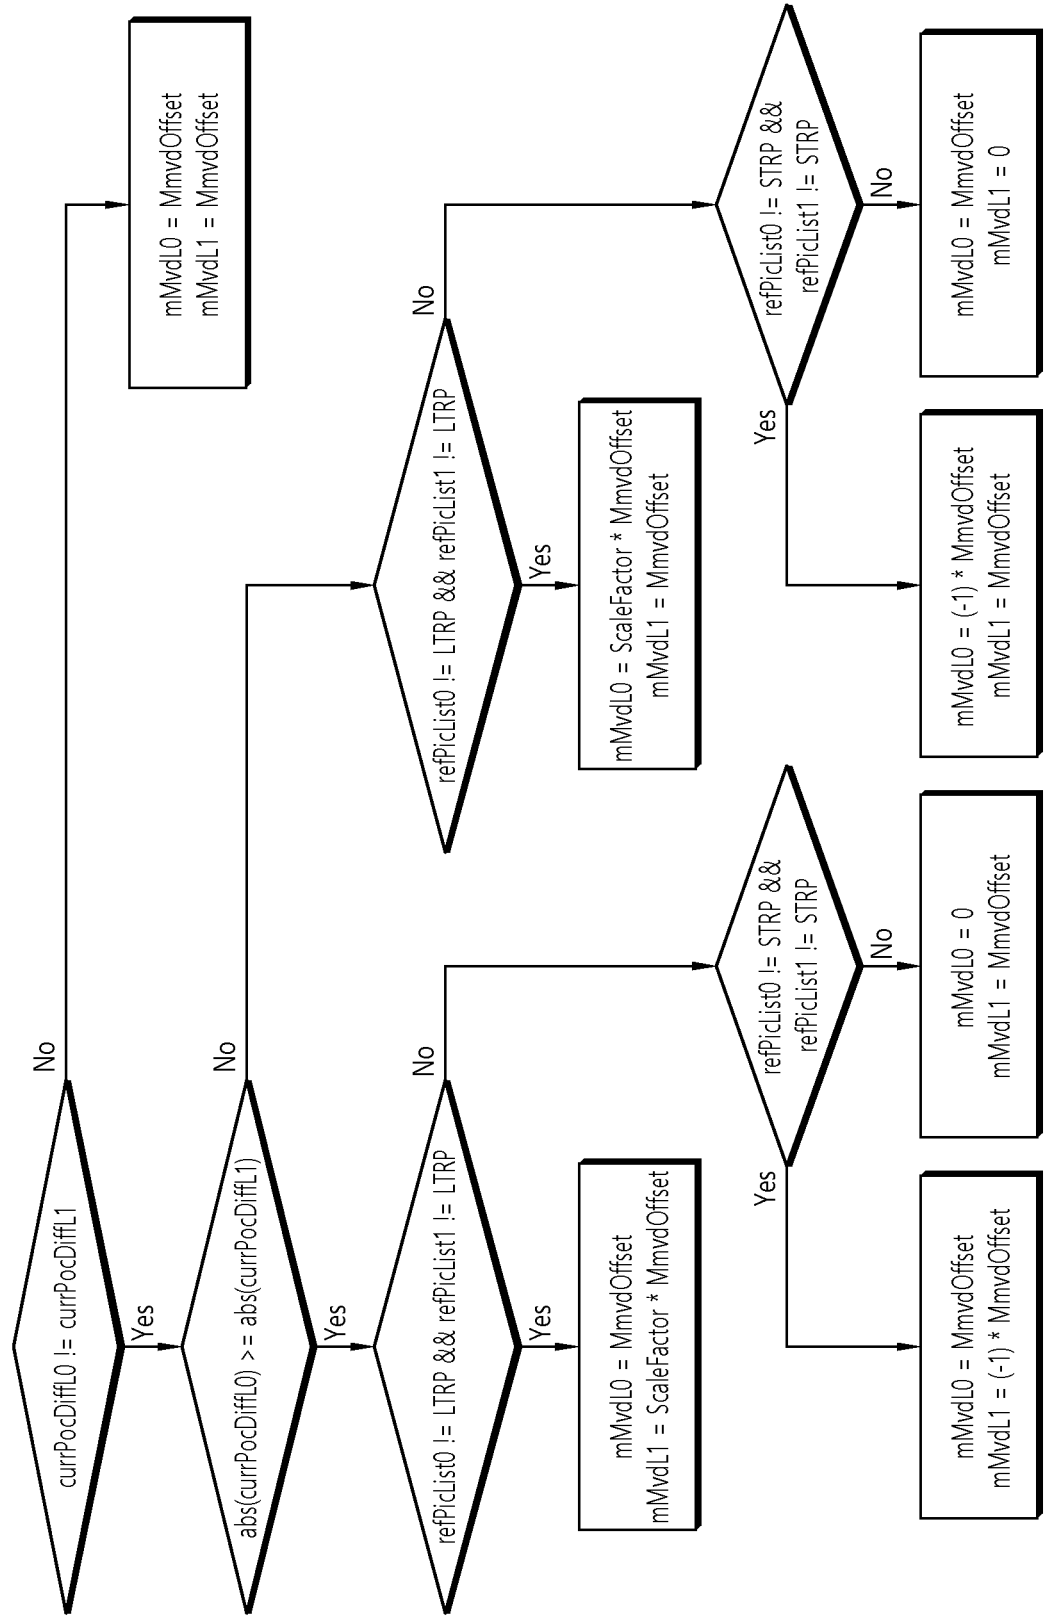 currPocDiffL0 != currPocDiffL1
No
Yes
mMvdL0 = MmvdOffset
mMvdL1 = MmvdOffset
abs(currPocDiffL0) > = abs(currPocDiffL1)
No
Yes
refPicList0 != LTRP && refPicList1 != LTRP
No
Yes
refPicList0 != LTRP && refPicList1 != LTRP
No
Yes
mMvdL0 = MmvdOffset
mMvdL1 = ScaleFactor * MmvdOffset
mMvdL0 = ScaleFactor * MmvdOffset
mMvdL1 = MmvdOffset
refPicList0 != STRP &&
refPicList1 != STRP
Yes
No
refPicList0 != STRP &&
refPicList1 != STRP
Yes
No
mMvdL0 = MmvdOffset
mMvdL1 = (-1) * MmvdOffset
mMvdL0 = 0
mMvdL1 = MmvdOffset
mMvdL0 = (-1) * MmvdOffset
mMvdL1 = MmvdOffset
mMvdL0 = MmvdOffset
mMvdL1 = 0